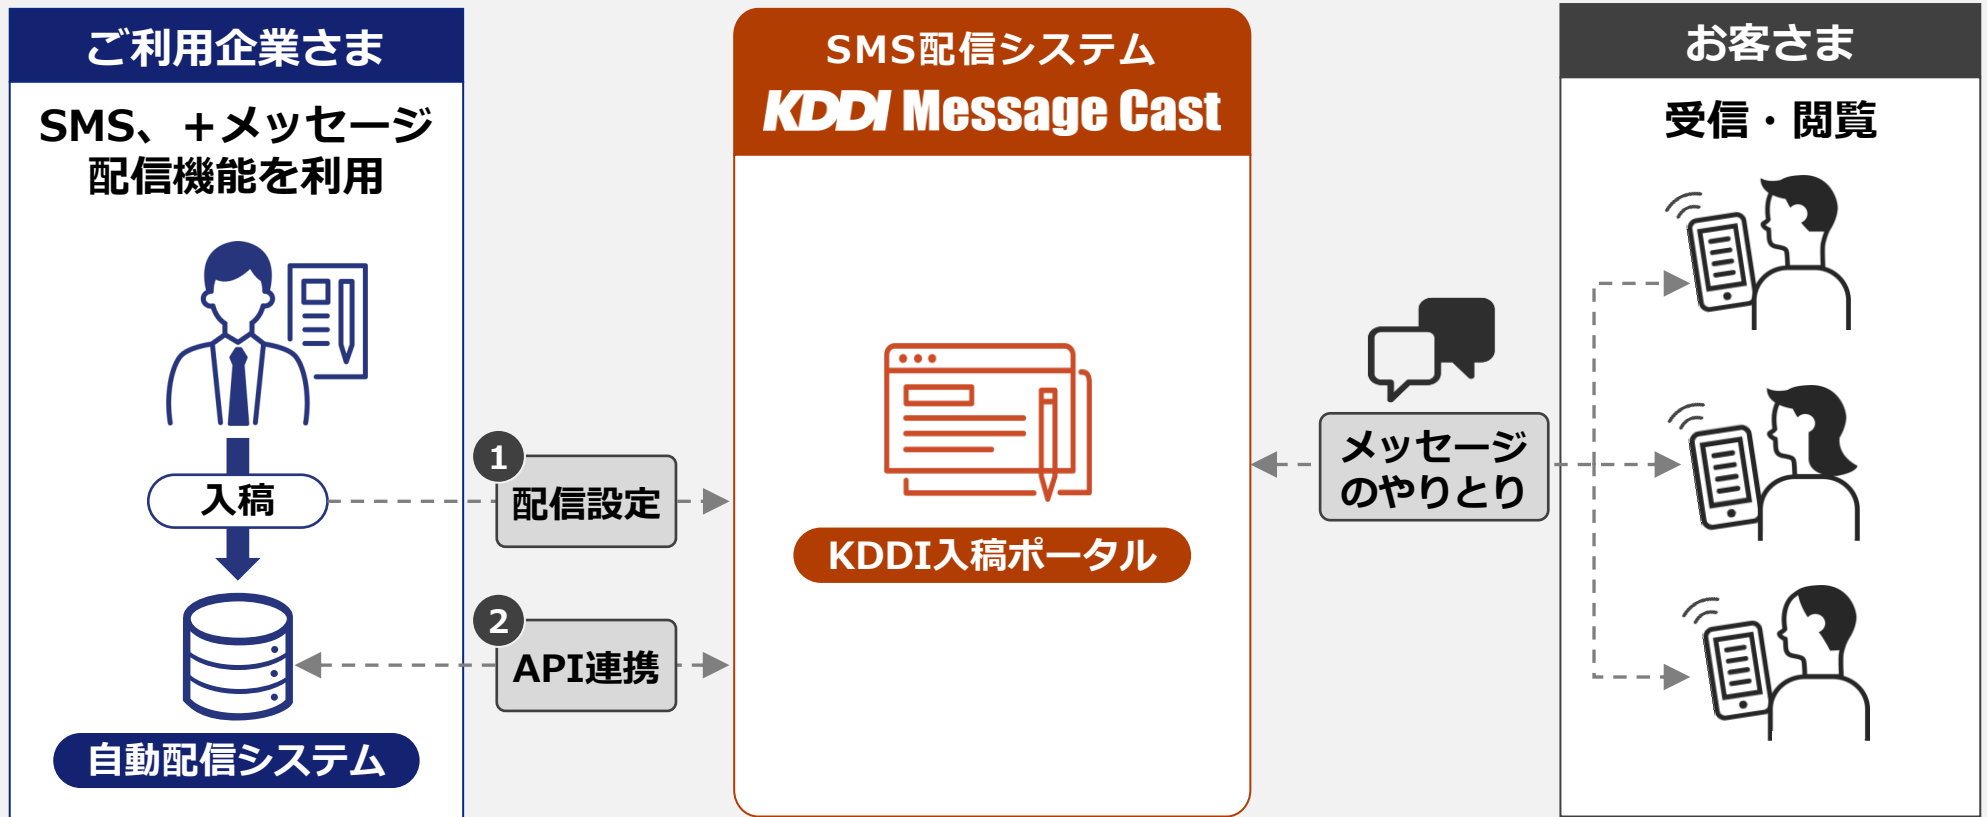 ご利用企業さま
SMS、+メッセージ
配信機能を利用
入稿
自動配信システム
1
配信設定
2
API連携
SMS配信システム
KDDI Message Cast
KDDI入稿ポータル
メッセージ
のやりとり
お客さま
受信・閲覧